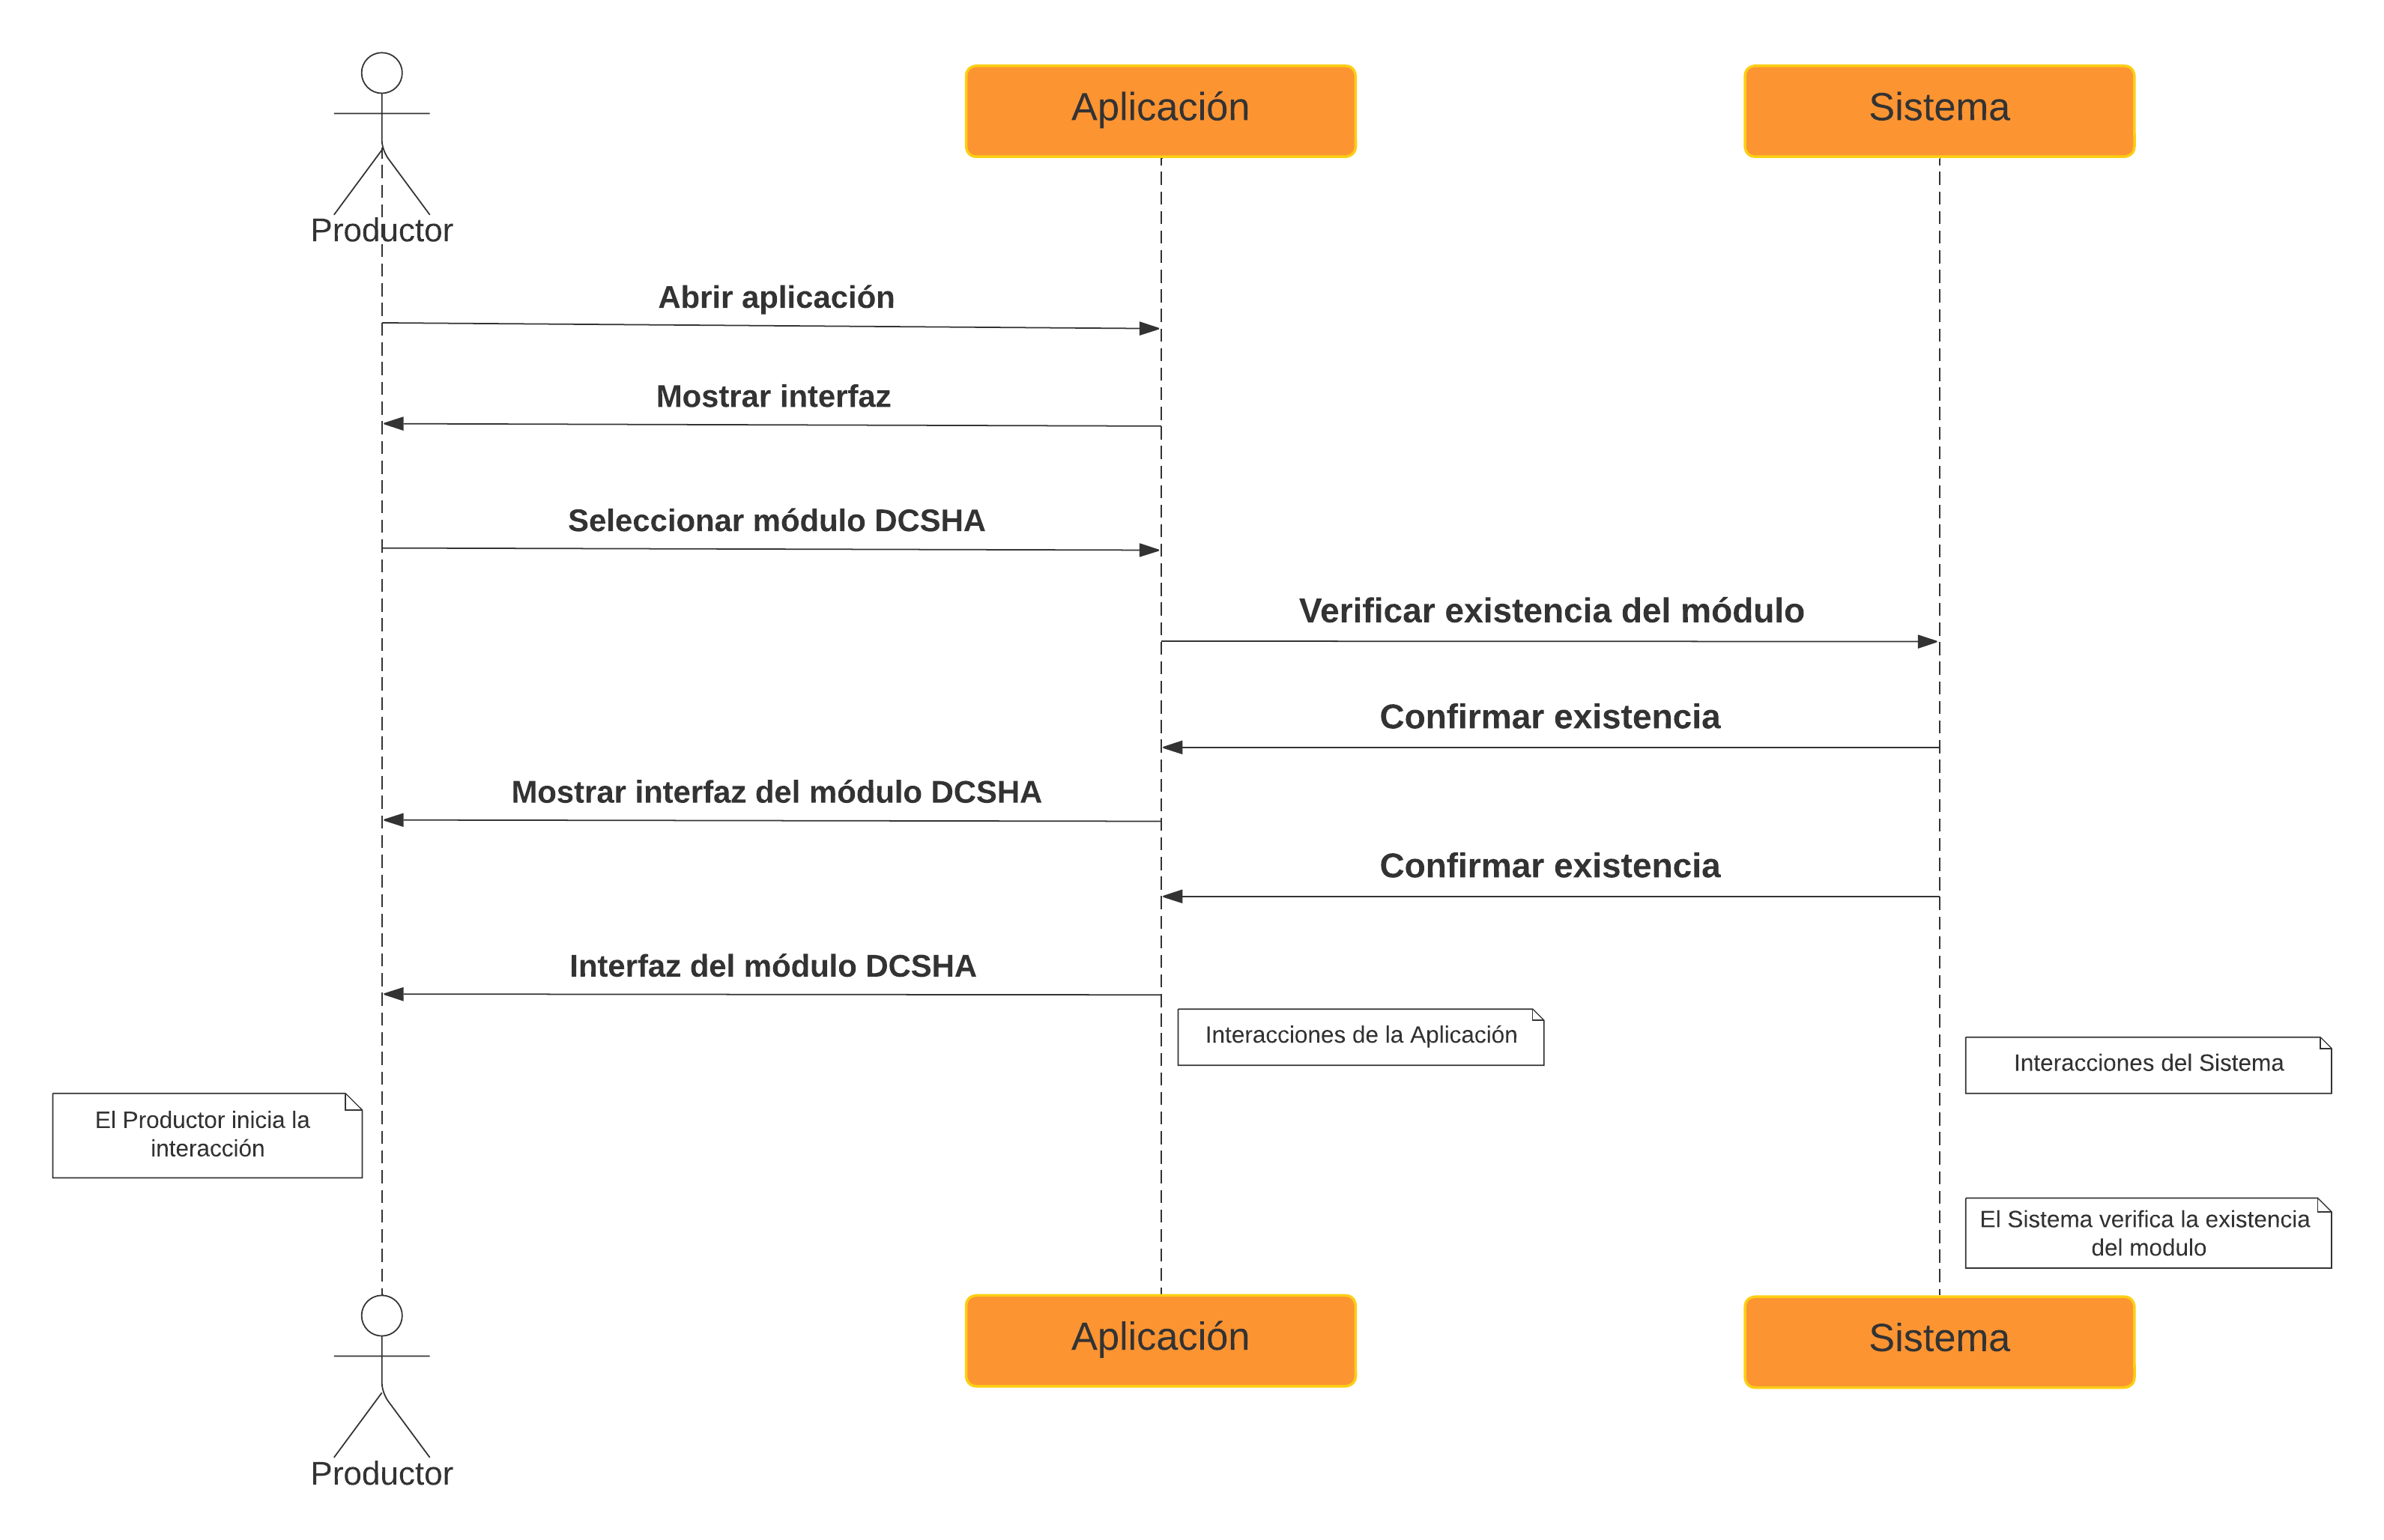 Aplicación
Sistema
Productor
Abrir aplicación
Mostrar interfaz
Seleccionar módulo DCSHA
Verificar existencia del módulo
Confirmar existencia
Mostrar interfaz del módulo DCSHA
Confirmar existencia
Interfaz del módulo DCSHA
Interacciones de la Aplicación
Interacciones del Sistema
El Productor inicia la
interacción
El Sistema verifica la existencia
del modulo
Aplicación
Sistema
Productor